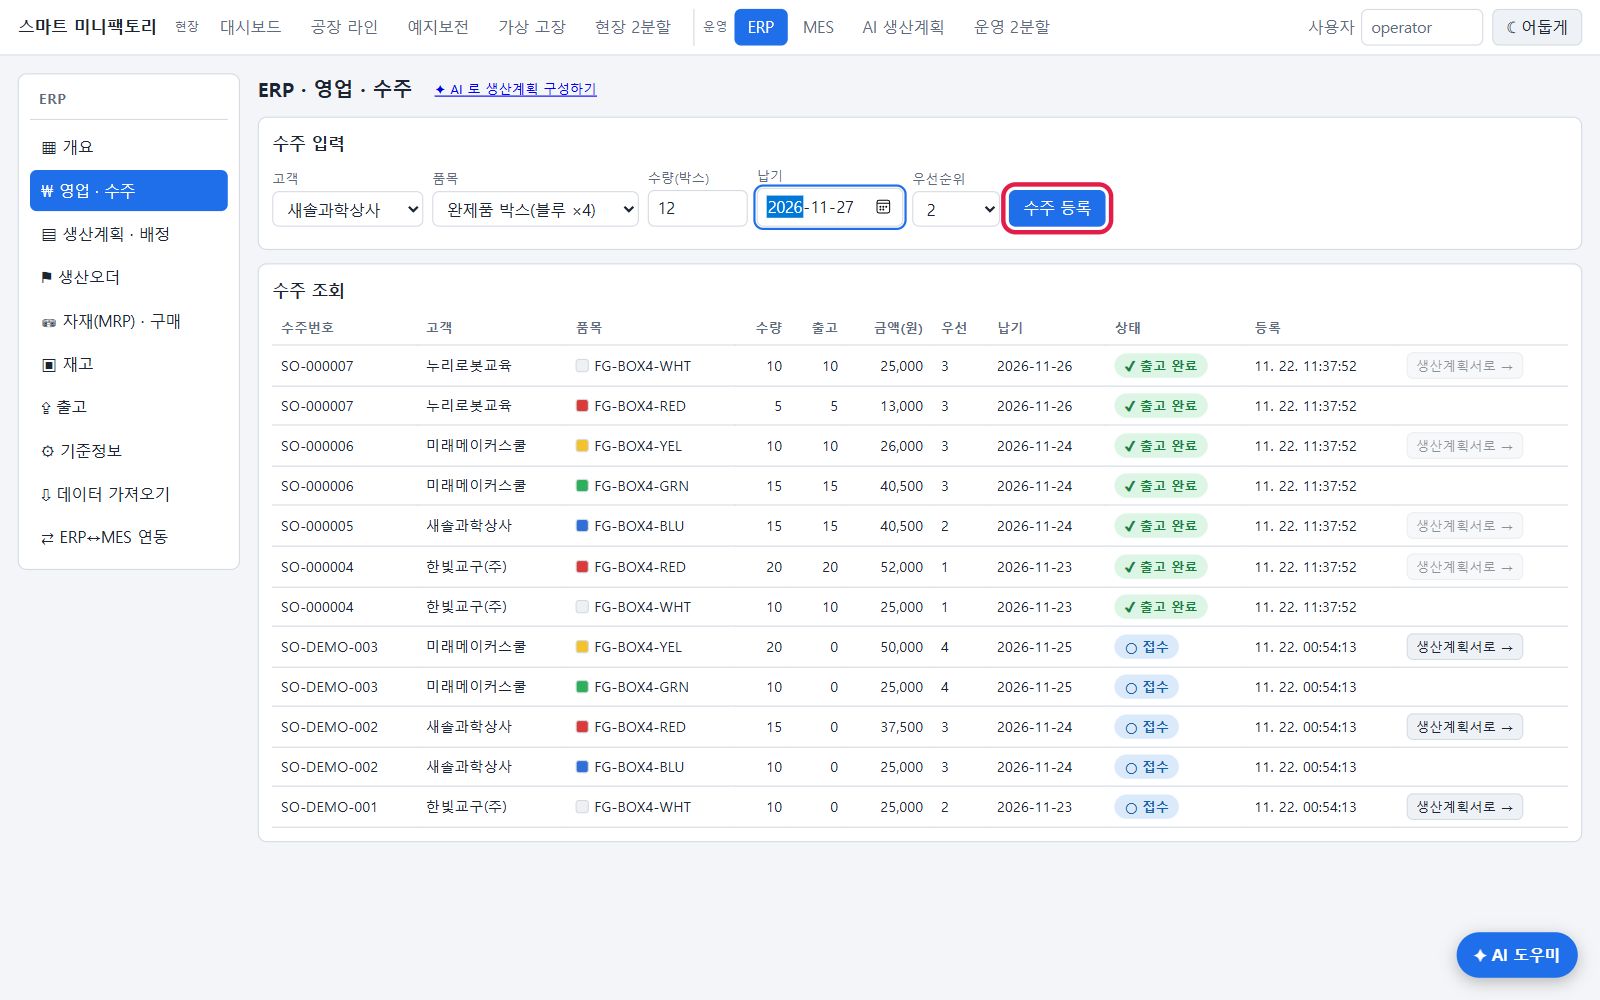 스마트 미니팩토리 현장 대시보드 공장 라인 예지보전 가상 고장 현장 2분할 운영 ERP MES AI 생산계획 운영 2분할 사용자 operator ☾ 어둡게
ERP
▦ 개요
₩ 영업 · 수주
▤ 생산계획 · 배정
⚑ 생산오더
자재(MRP) · 구매
▣ 재고
⇪ 출고
⚙ 기준정보
⇩ 데이터 가져오기
⇄ ERP↔MES 연동
ERP · 영업 · 수주 ✦ AI 로 생산계획 구성하기
수주 입력
고객 품목 수량(박스) 납기 우선순위
새솔과학상사 완제품 박스(블루 ×4) 12 2026-11-27 2 수주 등록
수주 조회
수주번호 고객 품목 수량 출고 금액(원) 우선 납기 상태 등록
SO-000007 누리로봇교육 FG-BOX4-WHT 10 10 25,000 3 2026-11-26 ✔ 출고 완료 11. 22. 11:37:52 생산계획서로 →
SO-000007 누리로봇교육 FG-BOX4-RED 5 5 13,000 3 2026-11-26 ✔ 출고 완료 11. 22. 11:37:52
SO-000006 미래메이커스쿨 FG-BOX4-YEL 10 10 26,000 3 2026-11-24 ✔ 출고 완료 11. 22. 11:37:52 생산계획서로 →
SO-000006 미래메이커스쿨 FG-BOX4-GRN 15 15 40,500 3 2026-11-24 ✔ 출고 완료 11. 22. 11:37:52
SO-000005 새솔과학상사 FG-BOX4-BLU 15 15 40,500 2 2026-11-24 ✔ 출고 완료 11. 22. 11:37:52 생산계획서로 →
SO-000004 한빛교구(주) FG-BOX4-RED 20 20 52,000 1 2026-11-23 ✔ 출고 완료 11. 22. 11:37:52 생산계획서로 →
SO-000004 한빛교구(주) FG-BOX4-WHT 10 10 25,000 1 2026-11-23 ✔ 출고 완료 11. 22. 11:37:52
SO-DEMO-003 미래메이커스쿨 FG-BOX4-YEL 20 0 50,000 4 2026-11-25 ○ 접수 11. 22. 00:54:13 생산계획서로 →
SO-DEMO-003 미래메이커스쿨 FG-BOX4-GRN 10 0 25,000 4 2026-11-25 ○ 접수 11. 22. 00:54:13
SO-DEMO-002 새솔과학상사 FG-BOX4-RED 15 0 37,500 3 2026-11-24 ○ 접수 11. 22. 00:54:13 생산계획서로 →
SO-DEMO-002 새솔과학상사 FG-BOX4-BLU 10 0 25,000 3 2026-11-24 ○ 접수 11. 22. 00:54:13
SO-DEMO-001 한빛교구(주) FG-BOX4-WHT 10 0 25,000 2 2026-11-23 ○ 접수 11. 22. 00:54:13 생산계획서로 →
✦ AI 도우미